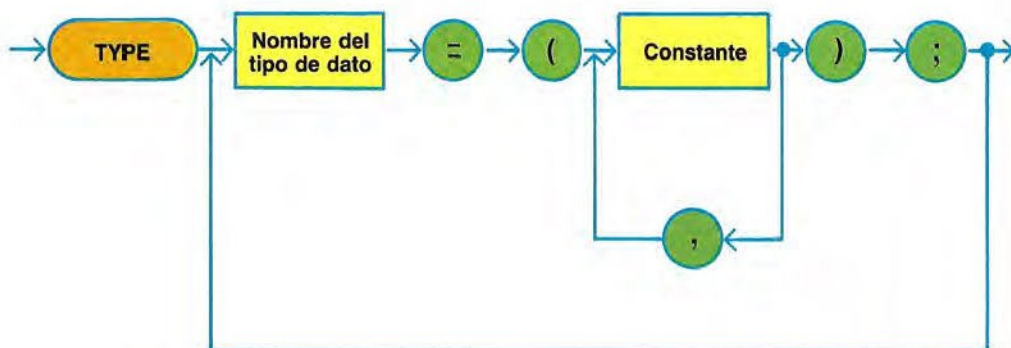 TYPE
Nombre del
tipo de dato
=
(
Constante
)
;
,